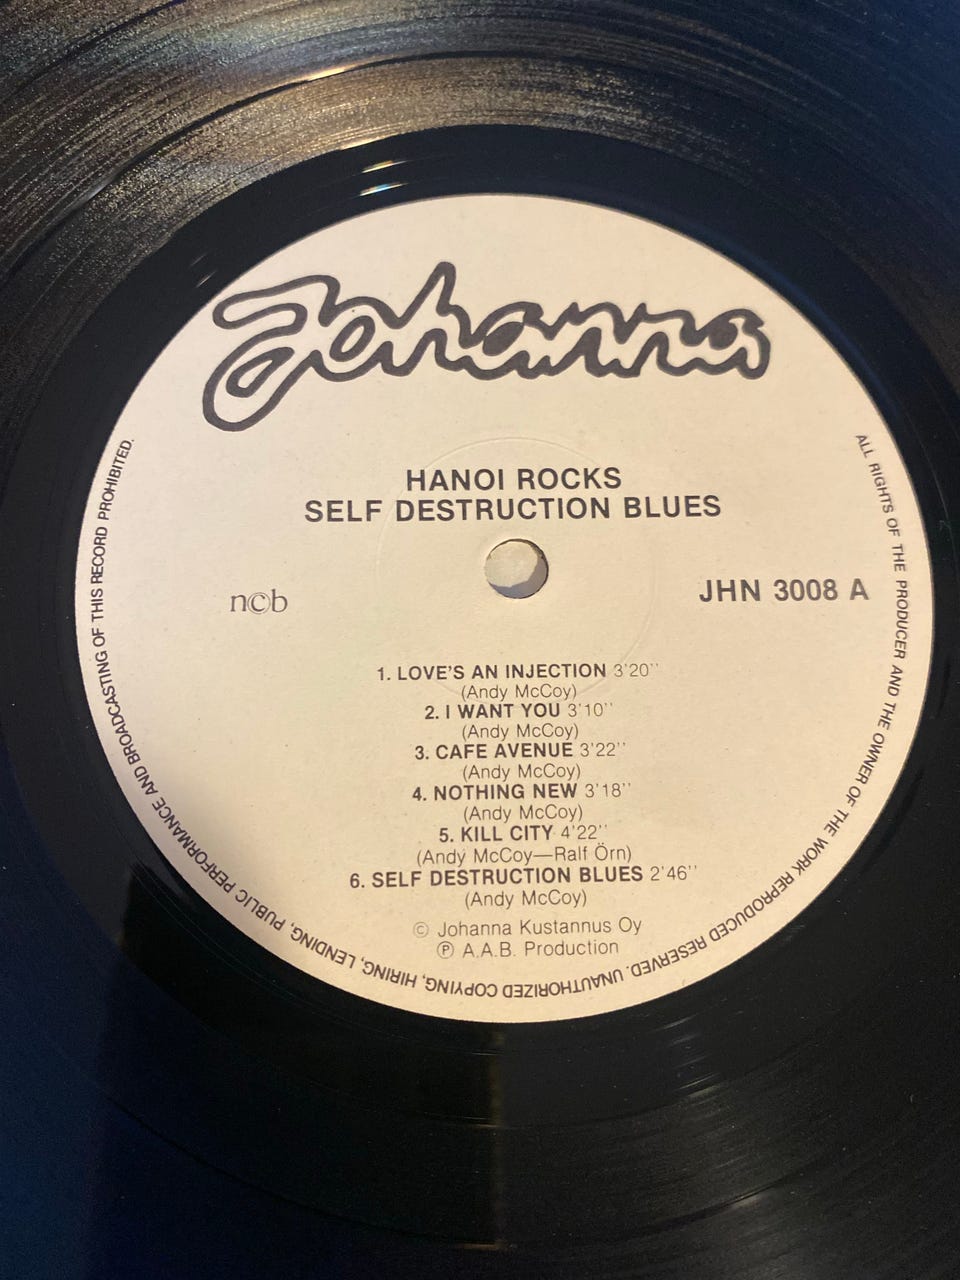 Johanna
HANOI ROCKS
SELF DESTRUCTION BLUES
ncb
JHN 3008 A
1. LOVE'S AN INJECTION 3'20''
(Andy McCoy)
2. I WANT YOU 3'10''
(Andy McCoy)
3. CAFE AVENUE 3'22''
(Andy McCoy)
4. NOTHING NEW 3'18''
(Andy McCoy)
5. KILL CITY 4'22''
(Andy McCoy—Ralf Örn)
6. SELF DESTRUCTION BLUES 2'46''
(Andy McCoy)
© Johanna Kustannus Oy
℗ A.A.B. Production
ALL RIGHTS OF THE PRODUCER AND THE OWNER OF THE WORK REPRODUCED RESERVED. UNAUTHORIZED COPYING, HIRING, LENDING, PUBLIC PERFORMANCE AND BROADCASTING OF THIS RECORD PROHIBITED.